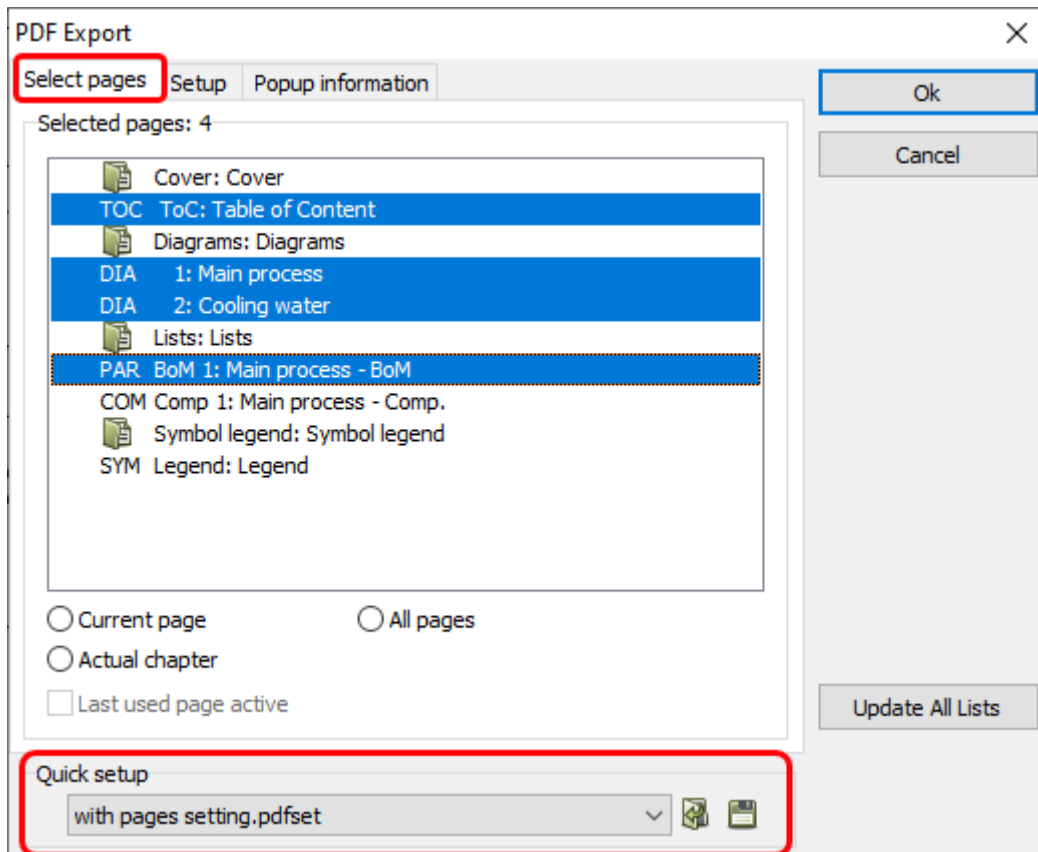 PDF Export
Select pages Setup Popup information
Ok
Selected pages: 4
Cancel
Cover: Cover
TOC ToC: Table of Content
Diagrams: Diagrams
DIA 1: Main process
DIA 2: Cooling water
Lists: Lists
PAR BoM 1: Main process - BoM
COM Comp 1: Main process - Comp.
Symbol legend: Symbol legend
SYM Legend: Legend
Current page All pages
Actual chapter
Last used page active
Update All Lists
Quick setup
with pages setting.pdfset